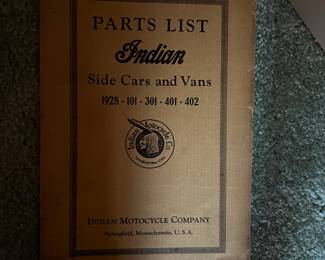 PARTS LIST
Indian
Side Cars and Vans
1928 - 101 - 301 - 401 - 402
Indian Motocycle Co.
INDIAN MOTOCYCLE COMPANY
Springfield, Massachusetts, U. S. A.